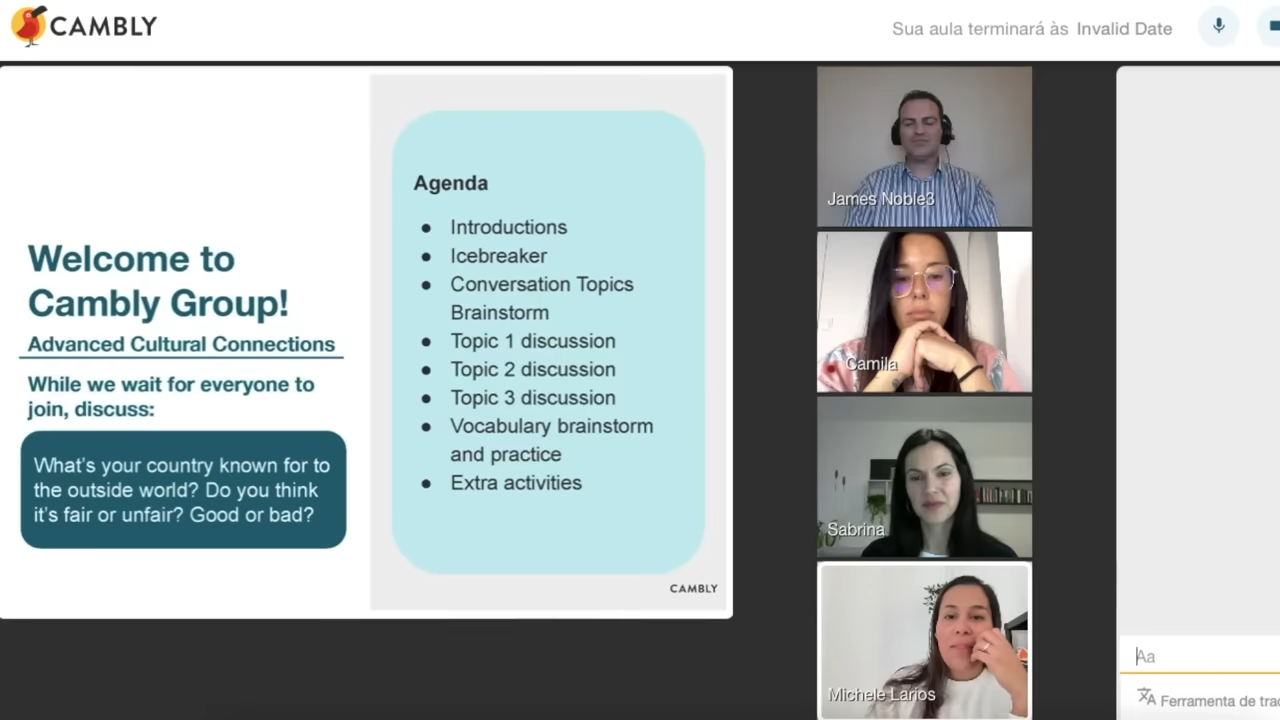 CAMBLY
Sua aula terminará às Invalid Date
Welcome to
Cambly Group!
Advanced Cultural Connections
While we wait for everyone to
join, discuss:
What's your country known for to
the outside world? Do you think
it's fair or unfair? Good or bad?
Agenda
● Introductions
● Icebreaker
● Conversation Topics
Brainstorm
● Topic 1 discussion
● Topic 2 discussion
● Topic 3 discussion
● Vocabulary brainstorm
and practice
● Extra activities
CAMBLY
James Noble3
Camila
Sabrina
Michele Larios
Aa
Ferramenta de